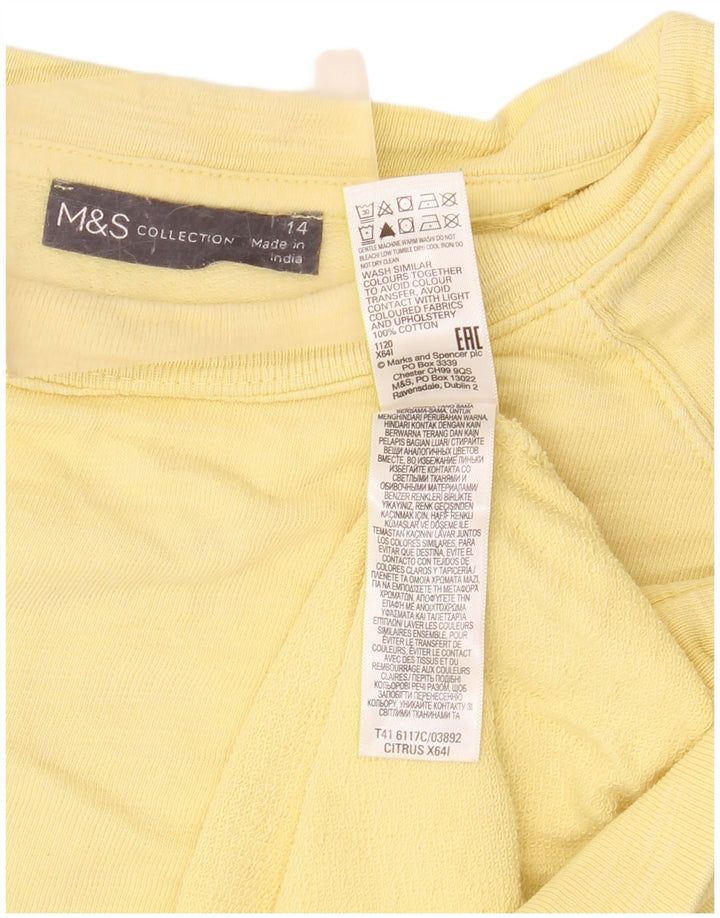 M&S COLLECTION
14
Made in
India
GENTLE MACHINE WARM WASH DO NOT
BLEACH/ LOW TUMBLE DRY/ COOL IRON/ DO
NOT DRY CLEAN
WASH SIMILAR
COLOURS TOGETHER
TO AVOID COLOUR
TRANSFER, AVOID
CONTACT WITH LIGHT
COLOURED FABRICS
AND UPHOLSTERY
100% COTTON
1120
X64I
EAC
© Marks and Spencer plc
PO Box 3339
Chester CH99 9QS
M&S, PO Box 13022
Ravensdale, Dublin 2
BERSAMA-SAMA, UNTUK
MENGHINDARI PERUBAHAN WARNA,
HINDARI KONTAK DENGAN KAIN
BERWARNA TERANG DAN KAIN
PELAPIS BAGIAN LUAR/ СТИРАЙТЕ
ВЕЩИ АНАЛОГИЧНЫХ ЦВЕТОВ
ВМЕСТЕ, ВО ИЗБЕЖАНИЕ ЛИНЬКИ
ИЗБЕГАЙТЕ КОНТАКТА СО
СВЕТЛЫМИ ТКАНЯМИ И
ОБИВОЧНЫМИ МАТЕРИАЛАМИ/
BENZER RENKLERI BIRLIKTE
YIKAYINIZ, RENK GEÇİŞİNDEN
KAÇINMAK İÇİN, HAFİF RENKLİ
KUMAŞLAR VE DÖŞEME İLE
TEMASTAN KAÇININ/ LAVAR JUNTOS
LOS COLORES SIMILARES, PARA
EVITAR QUE DESTIÑA, EVITE EL
CONTACTO CON TEJIDOS DE
COLORES CLAROS Y TAPICERÍA/
ΠΛΕΝΕΤΕ ΤΑ ΟΜΟΙΑ ΧΡΩΜΑΤΑ ΜΑΖΙ,
ΓΙΑ ΝΑ ΕΜΠΟΔΙΣΕΤΕ ΤΗ ΜΕΤΑΦΟΡΑ
ΧΡΩΜΑΤΩΝ, ΑΠΟΦΥΓΕΤΕ ΤΗΝ
ΕΠΑΦΗ ΜΕ ΑΝΟΙΧΤΟΧΡΩΜΑ
ΥΦΑΣΜΑΤΑ ΚΑΙ ΤΑΠΕΤΣΑΡΙΑ
ΕΠΙΠΛΩΝ/ LAVER LES COULEURS
SIMILAIRES ENSEMBLE, POUR
ÉVITER LE TRANSFERT DE
COULEURS, ÉVITER LE CONTACT
AVEC DES TISSUS ET DU
REMBOURRAGE AUX COULEURS
CLAIRES/ ПЕРІТЬ ПОДІБНІ
КОЛЬОРОВІ РЕЧІ РАЗОМ, ЩОБ
ЗАПОБІГТИ ПЕРЕНЕСЕННЮ
КОЛЬОРУ, УНИКАЙТЕ КОНТАКТУ ЗІ
СВІТЛИМИ ТКАНИНАМИ ТА
T41 6117C/03892
CITRUS X64I